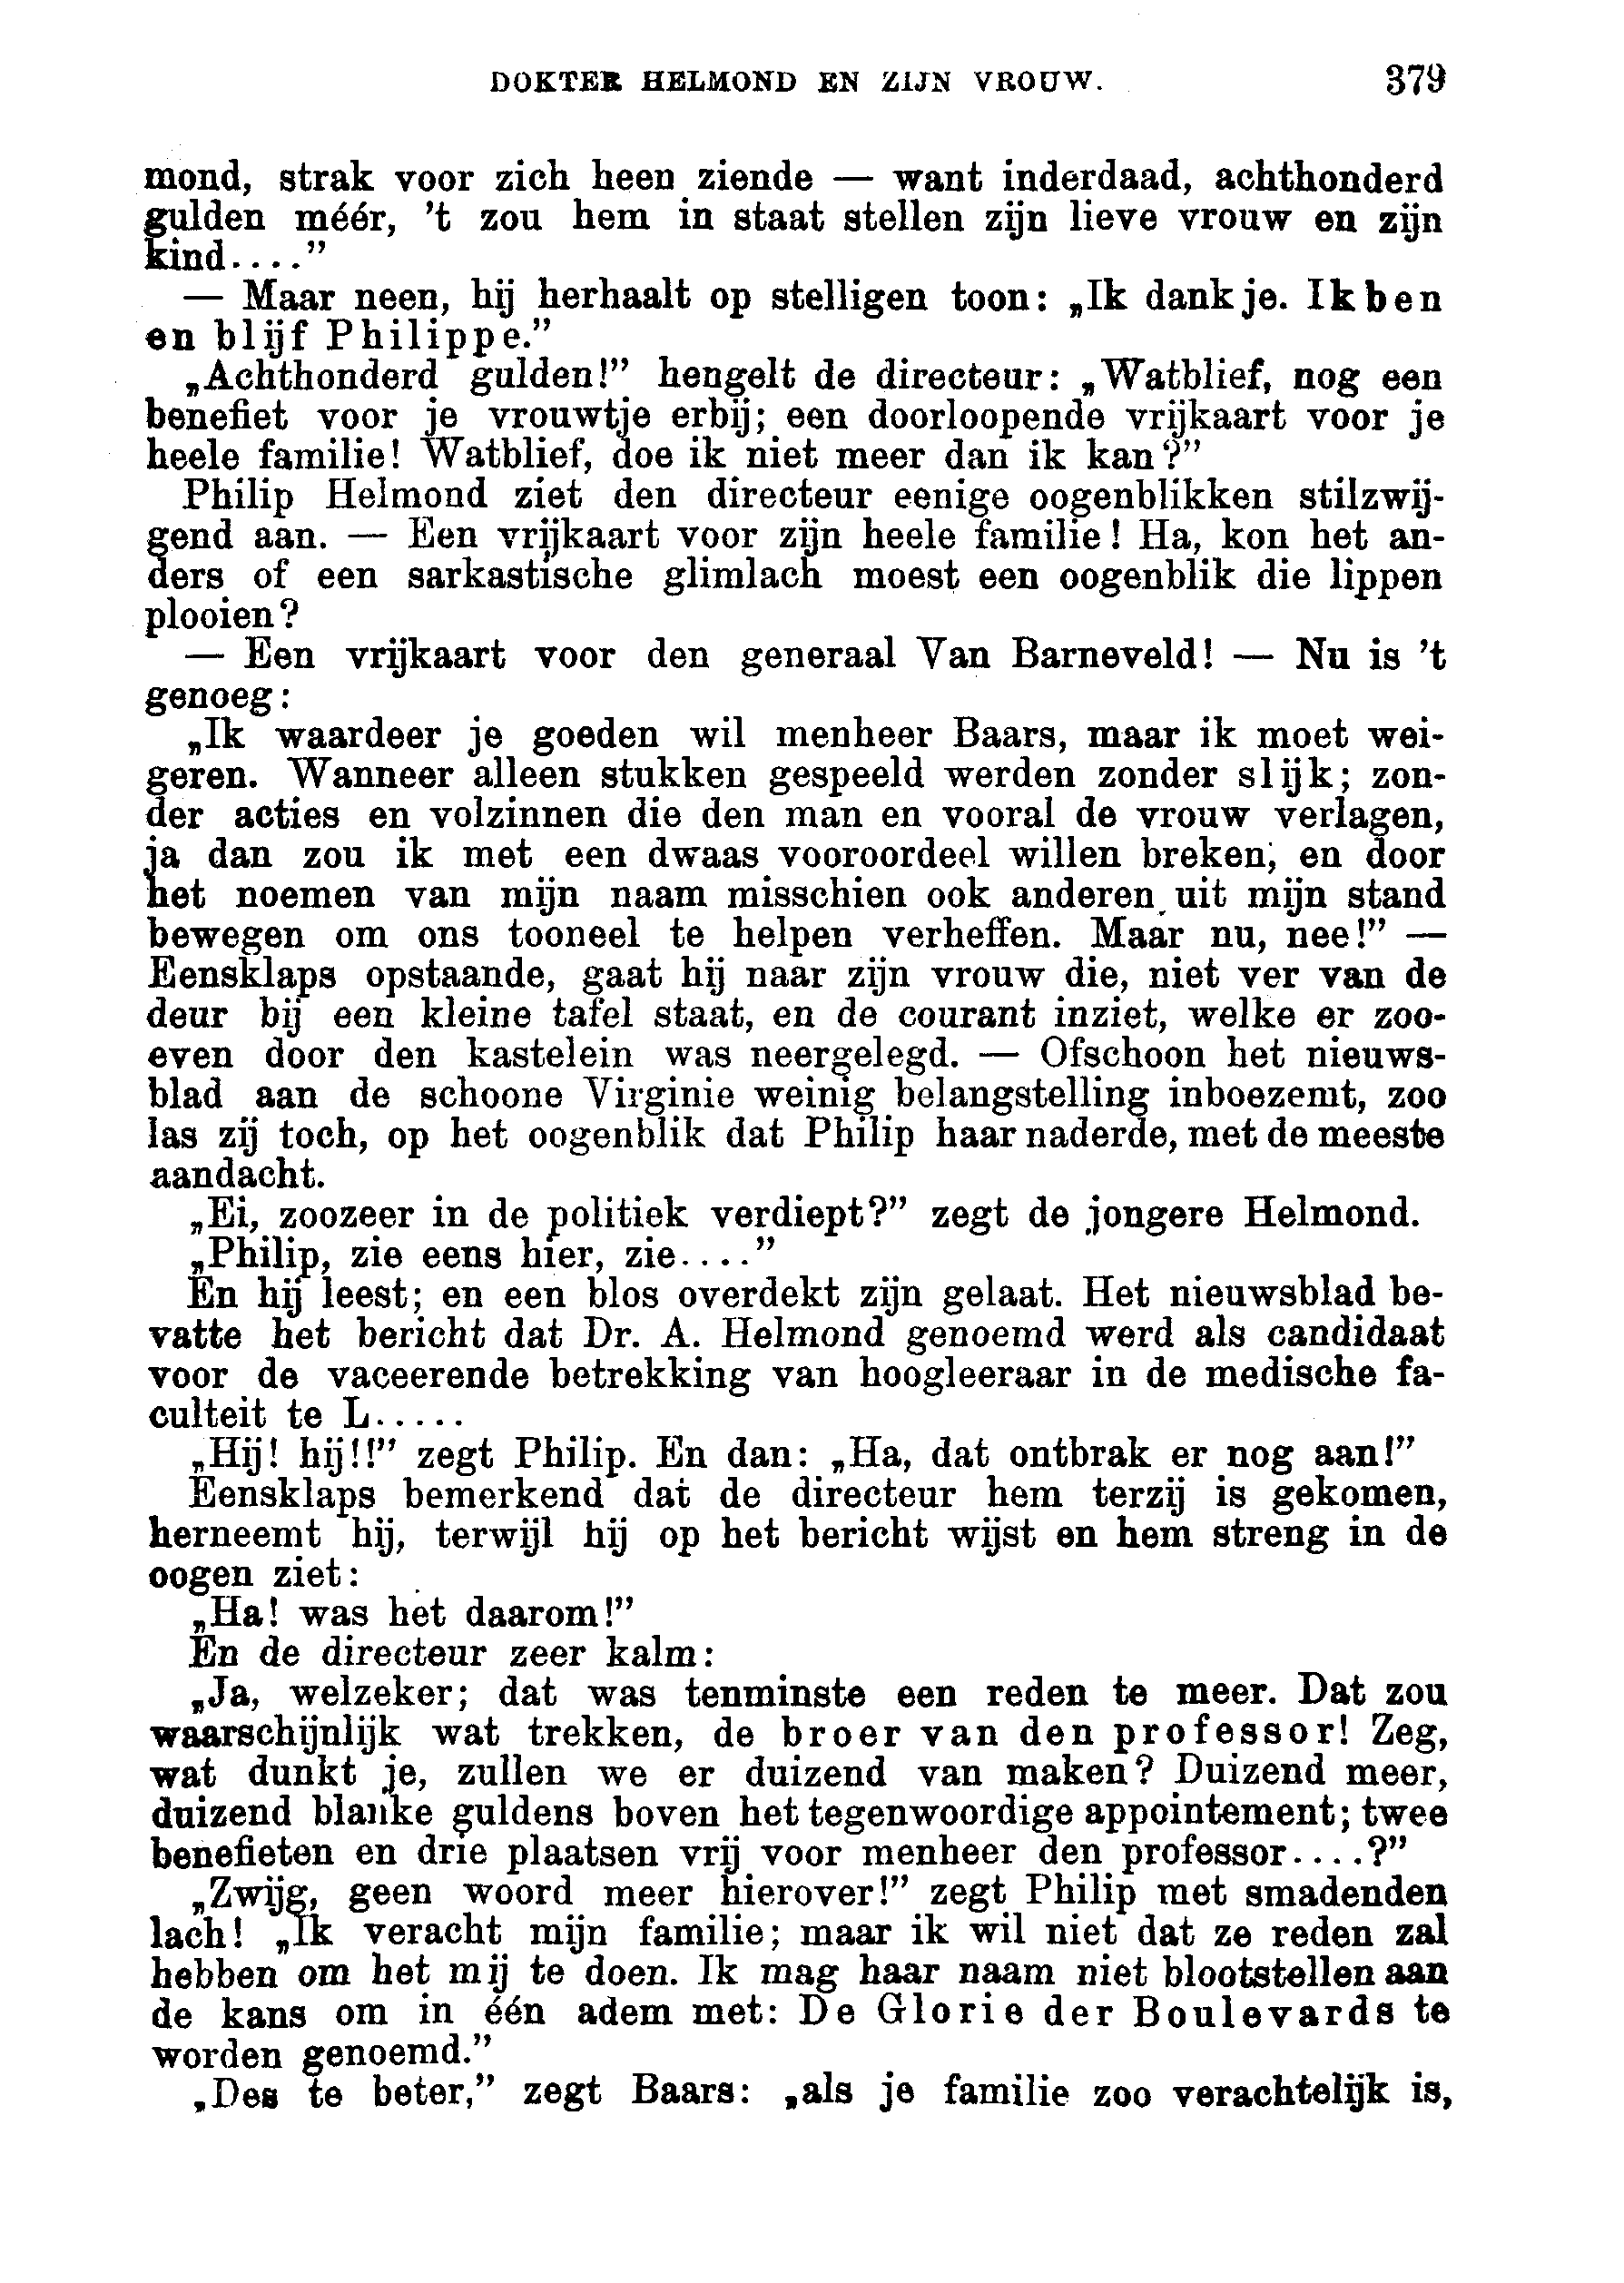 DOKTER HELMOND EN ZIJN VROUW. 379
mond, strak voor zich heen ziende — want inderdaad, achthonderd
gulden méér, 't zou hem in staat stellen zijn lieve vrouw en zijn
kind...."
— Maar neen, hij herhaalt op stelligen toon: „Ik dank je. Ik ben
en blijf Philippe."
„Achthonderd gulden!" hengelt de directeur: „Watblief, nog een
benefiet voor je vrouwtje erbij; een doorloopende vrijkaart voor je
heele familie! Watblief, doe ik niet meer dan ik kan?"
Philip Helmond ziet den directeur eenige oogenblikken stilzwij-
gend aan. — Een vrijkaart voor zijn heele familie! Ha, kon het an-
ders of een sarkastische glimlach moest een oogenblik die lippen
plooien?
— Een vrijkaart voor den generaal Van Barneveld! — Nu is 't
genoeg:
„Ik waardeer je goeden wil menheer Baars, maar ik moet wei-
geren. Wanneer alleen stukken gespeeld werden zonder slijk; zon-
der acties en volzinnen die den man en vooral de vrouw verlagen,
ja dan zou ik met een dwaas vooroordeel willen breken, en door
het noemen van mijn naam misschien ook anderen uit mijn stand
bewegen om ons tooneel te helpen verheffen. Maar nu, nee!" —
Eensklaps opstaande, gaat hij naar zijn vrouw die, niet ver van de
deur bij een kleine tafel staat, en de courant inziet, welke er zoo-
even door den kastelein was neergelegd. — Ofschoon het nieuws-
blad aan de schoone Virginie weinig belangstelling inboezemt, zoo
las zij toch, op het oogenblik dat Philip haar naderde, met de meeste
aandacht.
„Ei, zoozeer in de politiek verdiept?" zegt de jongere Helmond.
„Philip, zie eens hier, zie...."
En hij leest; en een blos overdekt zijn gelaat. Het nieuwsblad be-
vatte het bericht dat Dr. A. Helmond genoemd werd als candidaat
voor de vaceerende betrekking van hoogleeraar in de medische fa-
culteit te L.....
„Hij! hij!!" zegt Philip. En dan: „Ha, dat ontbrak er nog aan!"
Eensklaps bemerkend dat de directeur hem terzij is gekomen,
herneemt hij, terwijl hij op het bericht wijst en hem streng in de
oogen ziet:
„Ha! was het daarom!"
En de directeur zeer kalm:
„Ja, welzeker; dat was tenminste een reden te meer. Dat zou
waarschijnlijk wat trekken, de broer van den professor! Zeg,
wat dunkt je, zullen we er duizend van maken? Duizend meer,
duizend blanke guldens boven het tegenwoordige appointement; twee
benefieten en drie plaatsen vrij voor menheer den professor....?"
„Zwijg, geen woord meer hierover!" zegt Philip met smadenden
lach! „Ik veracht mijn familie; maar ik wil niet dat ze reden zal
hebben om het mij te doen. Ik mag haar naam niet blootstellen aan
de kans om in één adem met: De Glorie der Boulevards te
worden genoemd."
„Des te beter," zegt Baars: „als je familie zoo verachtelijk is,